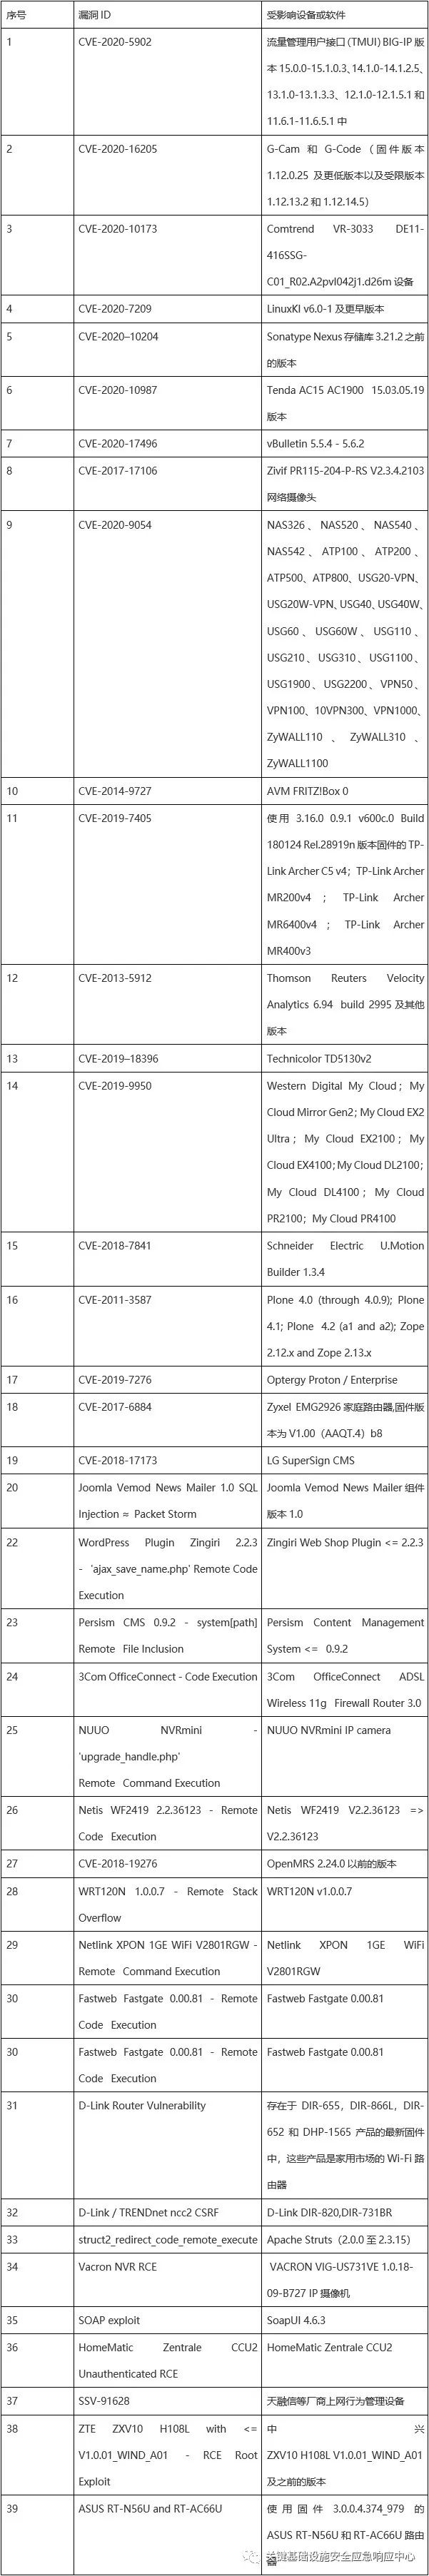 序号 漏洞 ID 受影响设备或软件
1 CVE-2020-5902 流量管理用户接口 (TMUI) BIG-IP 版
本 15.0.0-15.1.0.3、14.1.0-14.1.2.5、
13.1.0-13.1.3.3、12.1.0-12.1.5.1 和
11.6.1-11.6.5.1 中
2 CVE-2020-16205 G-Cam 和 G-Code（固件版本
1.12.0.25 及更低版本以及受限版本
1.12.13.2 和 1.12.14.5）
3 CVE-2020-10173 Comtrend VR-3033 DE11-
416SSG-
C01_R02.A2pvI042j1.d26m 设备
4 CVE-2020-7209 LinuxKI v6.0-1 及更早版本
5 CVE-2020–10204 Sonatype Nexus 存储库 3.21.2 之前
的版本
6 CVE-2020-10987 Tenda AC15 AC1900 15.03.05.19
版本
7 CVE-2020-17496 vBulletin 5.5.4 - 5.6.2
8 CVE-2017-17106 Zivif PR115-204-P-RS V2.3.4.2103
网络摄像头
9 CVE-2020-9054 NAS326、NAS520、NAS540、
NAS542、ATP100、ATP200、
ATP500、ATP800、USG20-VPN、
USG20W-VPN、USG40、USG40W、
USG60、USG60W、USG110、
USG210、USG310、USG1100、
USG1900、USG2200、VPN50、
VPN100、10VPN300、VPN1000、
ZyWALL110、ZyWALL310、
ZyWALL1100
10 CVE-2014-9727 AVM FRITZ!Box 0
11 CVE-2019-7405 使用 3.16.0 0.9.1 v600c.0 Build
180124 Rel.28919n 版本固件的 TP-
Link Archer C5 v4；TP-Link Archer
MR200v4；TP-Link Archer
MR6400v4；TP-Link Archer
MR400v3
12 CVE-2013-5912 Thomson Reuters Velocity
Analytics 6.94 build 2995 及其他
版本
13 CVE-2019–18396 Technicolor TD5130v2
14 CVE-2019-9950 Western Digital My Cloud；My
Cloud Mirror Gen2；My Cloud EX2
Ultra；My Cloud EX2100；My
Cloud EX4100；My Cloud DL2100；
My Cloud DL4100；My Cloud
PR2100；My Cloud PR4100
15 CVE-2018-7841 Schneider Electric U.Motion
Builder 1.3.4
16 CVE-2011-3587 Plone 4.0 (through 4.0.9); Plone
4.1; Plone 4.2 (a1 and a2); Zope
2.12.x and Zope 2.13.x
17 CVE-2019-7276 Optergy Proton / Enterprise
18 CVE-2017-6884 Zyxel EMG2926 家庭路由器,固件版
本为 V1.00（AAQT.4）b8
19 CVE-2018-17173 LG SuperSign CMS
20 Joomla Vemod News Mailer 1.0 SQL Joomla Vemod News Mailer 组件
Injection ≈ Packet Storm 版本 1.0
22 WordPress Plugin Zingiri 2.2.3 Zingiri Web Shop Plugin <= 2.2.3
- 'ajax_save_name.php' Remote Code
Execution
23 Persism CMS 0.9.2 - system[path] Persism Content Management
Remote File Inclusion System <= 0.9.2
24 3Com OfficeConnect - Code Execution 3Com OfficeConnect ADSL
Wireless 11g Firewall Router 3.0
25 NUUO NVRmini - NUUO NVRmini IP camera
'upgrade_handle.php'
Remote Command Execution
26 Netis WF2419 2.2.36123 - Remote Netis WF2419 V2.2.36123 =>
Code Execution V2.2.36123
27 CVE-2018-19276 OpenMRS 2.24.0 以前的版本
28 WRT120N 1.0.0.7 - Remote Stack WRT120N v1.0.0.7
Overflow
29 Netlink XPON 1GE WiFi V2801RGW - Netlink XPON 1GE WiFi
Remote Command Execution V2801RGW
30 Fastweb Fastgate 0.00.81 - Remote Fastweb Fastgate 0.00.81
Code Execution
30 Fastweb Fastgate 0.00.81 - Remote Fastweb Fastgate 0.00.81
Code Execution
31 D-Link Router Vulnerability 存在于 DIR-655，DIR-866L，DIR-
652 和 DHP-1565 产品的最新固件
中，这些产品是家用市场的 Wi-Fi 路
由器
32 D-Link / TRENDnet ncc2 CSRF D-Link DIR-820,DIR-731BR
33 struct2_redirect_code_remote_execute Apache Struts（2.0.0 至 2.3.15）
34 Vacron NVR RCE VACRON VIG-US731VE 1.0.18-
09-B727 IP 摄像机
35 SOAP exploit SoapUI 4.6.3
36 HomeMatic Zentrale CCU2 HomeMatic Zentrale CCU2
Unauthenticated RCE
37 SSV-91628 天融信等厂商上网行为管理设备
38 ZTE ZXV10 H108L with <= 中兴
V1.0.01_WIND_A01 - RCE Root ZXV10 H108L V1.0.01_WIND_A01
Exploit 及之前的版本
39 ASUS RT-N56U and RT-AC66U 使用固件 3.0.0.4.374_979 的
ASUS RT-N56U 和 RT-AC66U 路由
器
关键基础设施安全应急响应中心